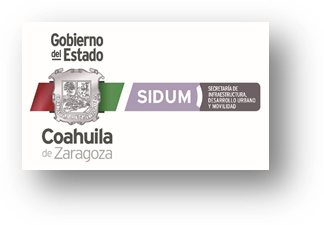 Gobierno
del Estado
SIDUM
SECRETARÍA DE
INFRAESTRUCTURA,
DESARROLLO URBANO
Y MOVILIDAD
Coahuila
de Zaragoza